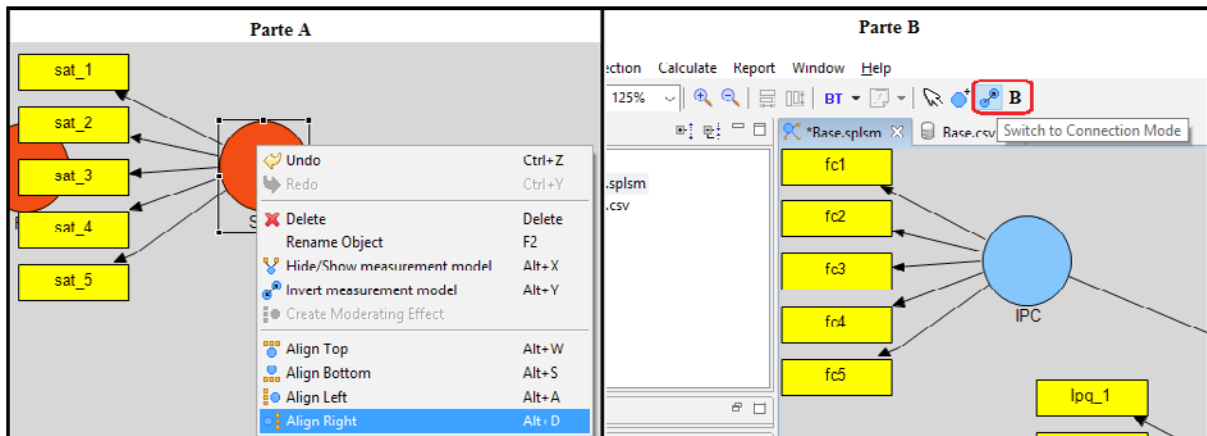 Parte A
sat_1
sat_2
sat_3
sat_4
sat_5
Undo Ctrl+Z
Redo Ctrl+Y
Delete Delete
Rename Object F2
Hide/Show measurement model Alt+X
Invert measurement model Alt+Y
Create Moderating Effect
Align Top Alt+W
Align Bottom Alt+S
Align Left Alt+A
Align Right Alt+D
Parte B
ection Calculate Report Window Help
125% BT B
*Base.splsm Base.csv Switch to Connection Mode
.splsm
.csv
fc1
fc2
fc3
fc4
fc5
IPC
Ipq_1